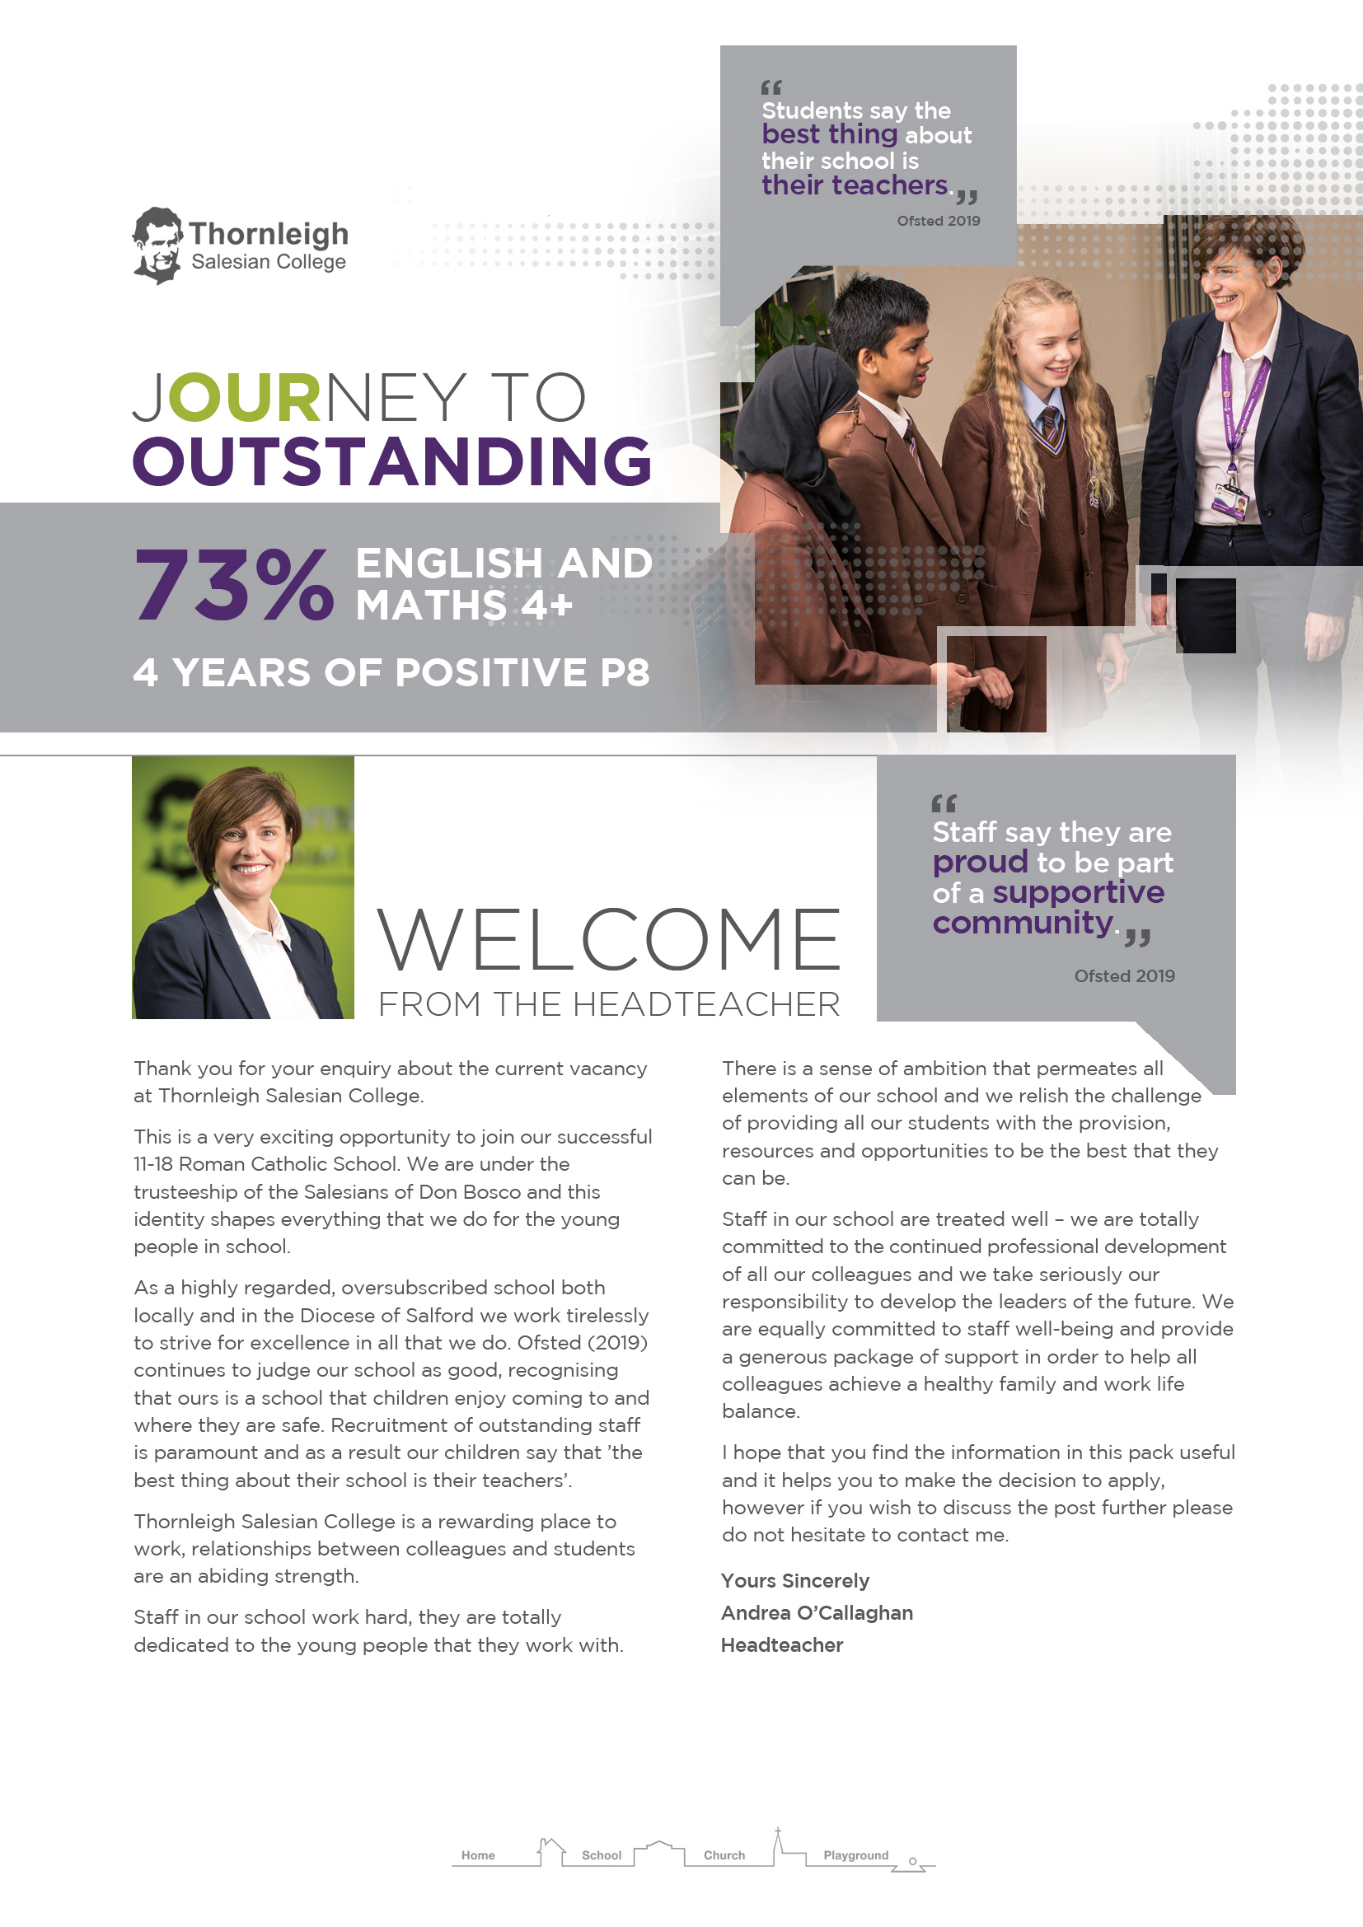 “
Students say the
best thing about
their school is
their teachers.”
Ofsted 2019
Thornleigh
Salesian College
JOURNEY TO
OUTSTANDING
73% ENGLISH AND
MATHS 4+
4 YEARS OF POSITIVE P8
“
Staff say they are
proud to be part
of a supportive
community.”
Ofsted 2019
WELCOME
FROM THE HEADTEACHER
Thank you for your enquiry about the current vacancy
at Thornleigh Salesian College.
This is a very exciting opportunity to join our successful
11-18 Roman Catholic School. We are under the
trusteeship of the Salesians of Don Bosco and this
identity shapes everything that we do for the young
people in school.
As a highly regarded, oversubscribed school both
locally and in the Diocese of Salford we work tirelessly
to strive for excellence in all that we do. Ofsted (2019)
continues to judge our school as good, recognising
that ours is a school that children enjoy coming to and
where they are safe. Recruitment of outstanding staff
is paramount and as a result our children say that ’the
best thing about their school is their teachers’.
Thornleigh Salesian College is a rewarding place to
work, relationships between colleagues and students
are an abiding strength.
Staff in our school work hard, they are totally
dedicated to the young people that they work with.
There is a sense of ambition that permeates all
elements of our school and we relish the challenge
of providing all our students with the provision,
resources and opportunities to be the best that they
can be.
Staff in our school are treated well – we are totally
committed to the continued professional development
of all our colleagues and we take seriously our
responsibility to develop the leaders of the future. We
are equally committed to staff well-being and provide
a generous package of support in order to help all
colleagues achieve a healthy family and work life
balance.
I hope that you find the information in this pack useful
and it helps you to make the decision to apply,
however if you wish to discuss the post further please
do not hesitate to contact me.
Yours Sincerely
Andrea O’Callaghan
Headteacher
Home School Church Playground